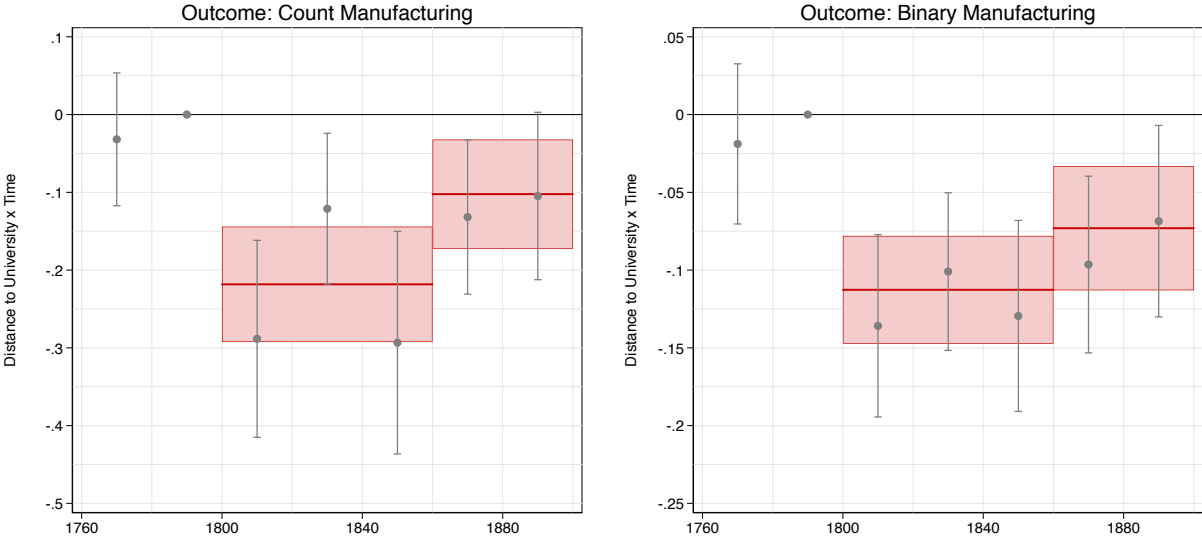 Outcome: Count Manufacturing
Distance to University x Time
.1
0
-.1
-.2
-.3
-.4
-.5
1760 1800 1840 1880
Outcome: Binary Manufacturing
Distance to University x Time
.05
0
-.05
-.1
-.15
-.2
-.25
1760 1800 1840 1880